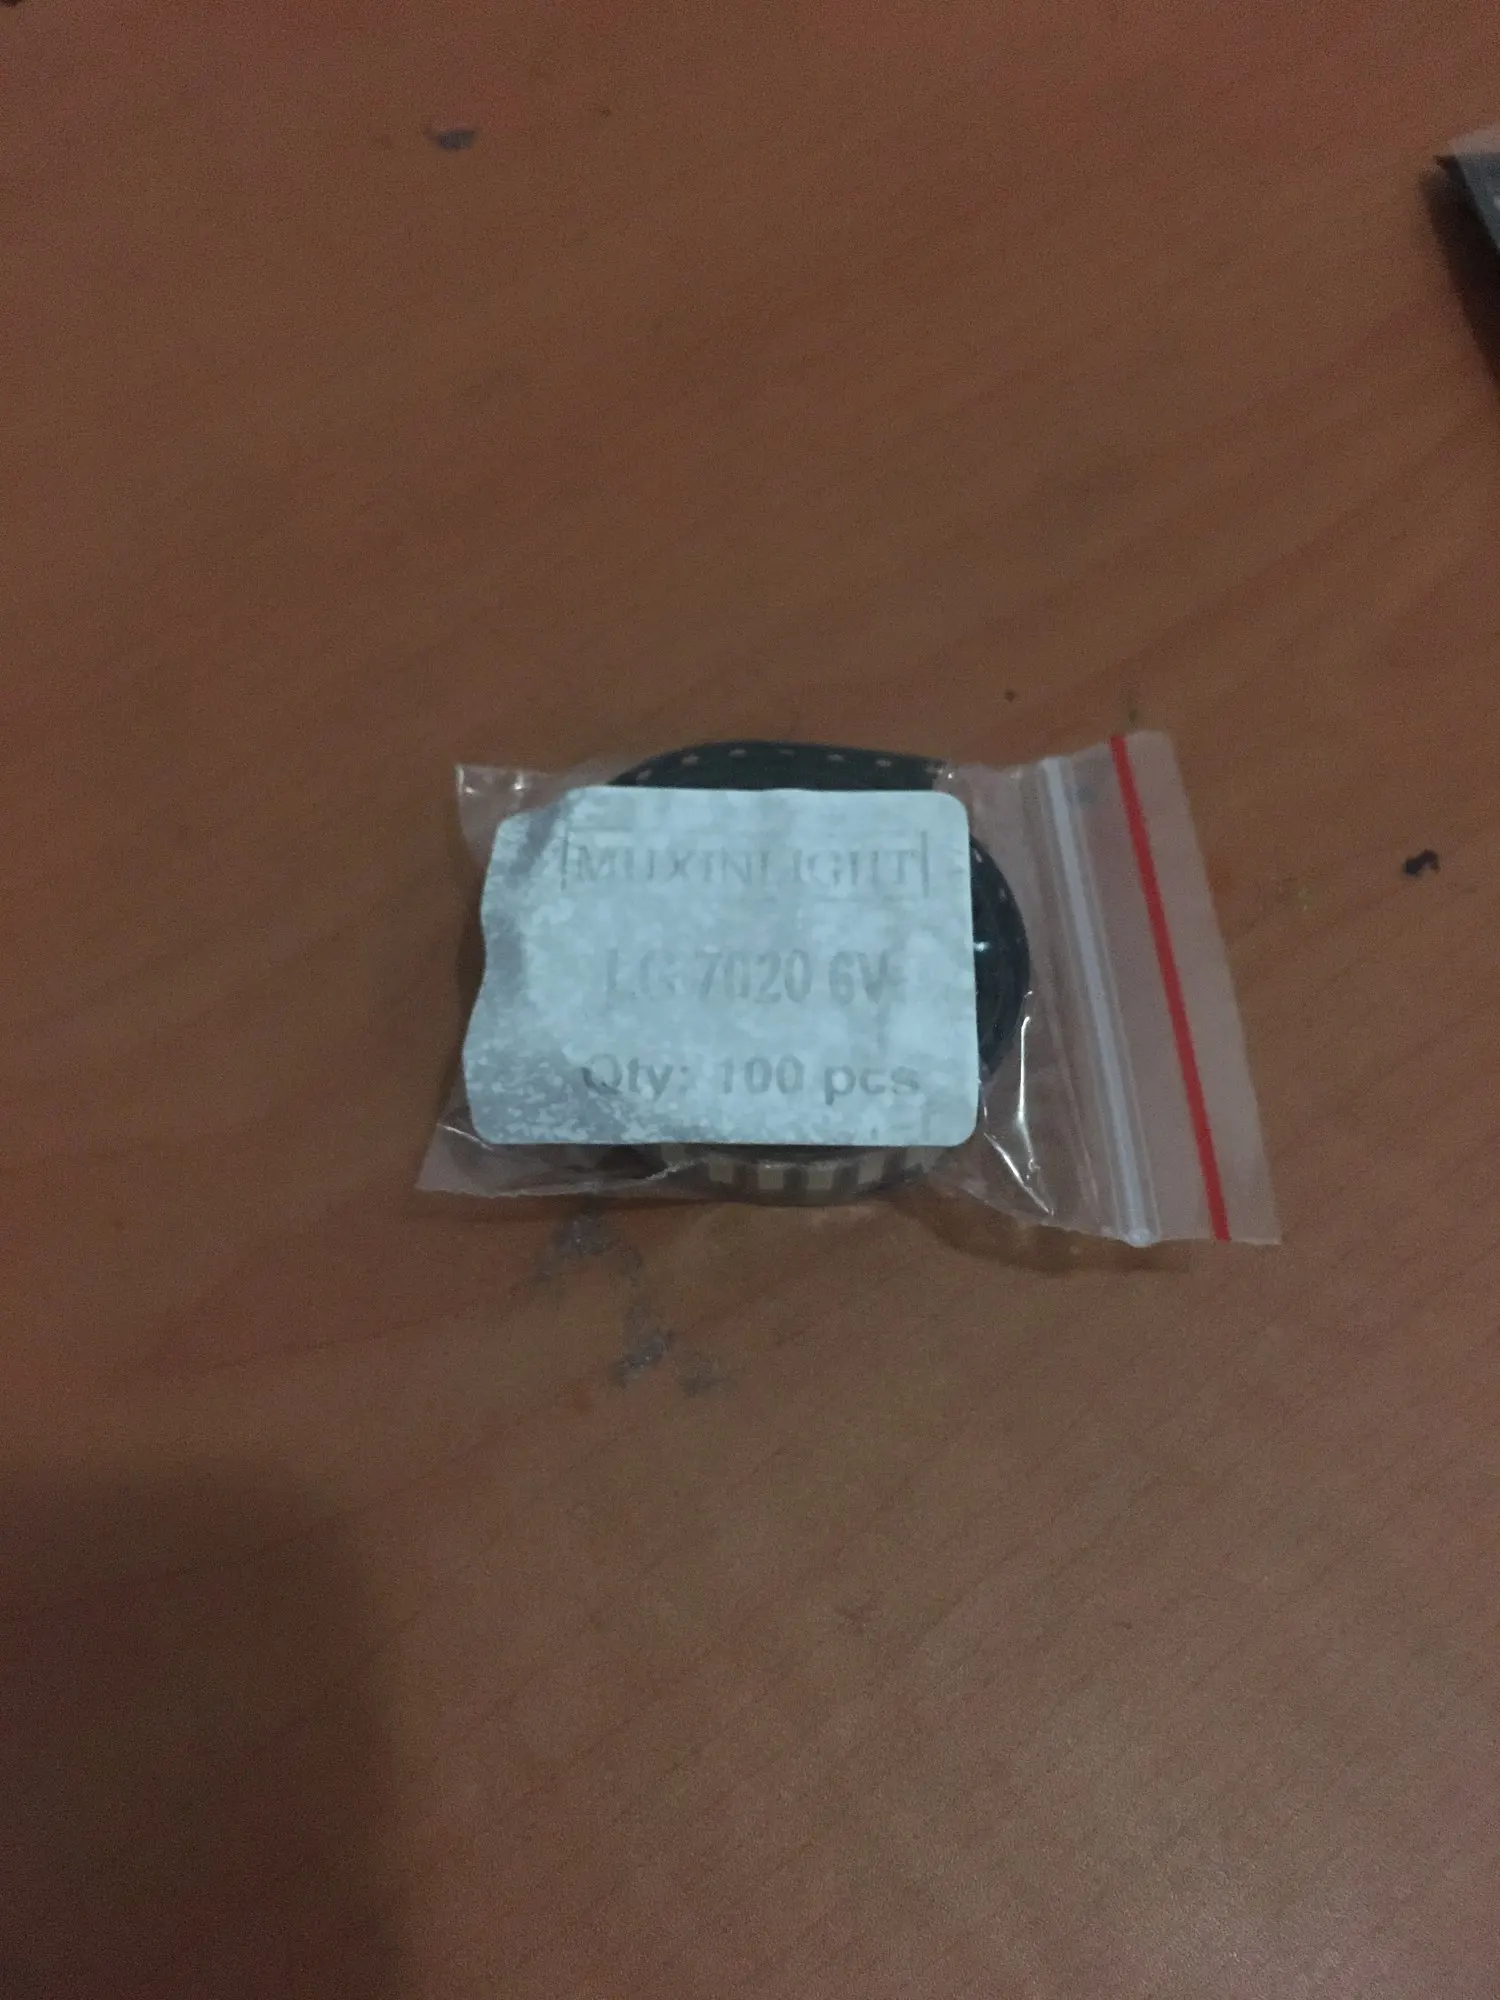 MUXINLIGHT
LG 7020 6V
Qty: 100 pcs